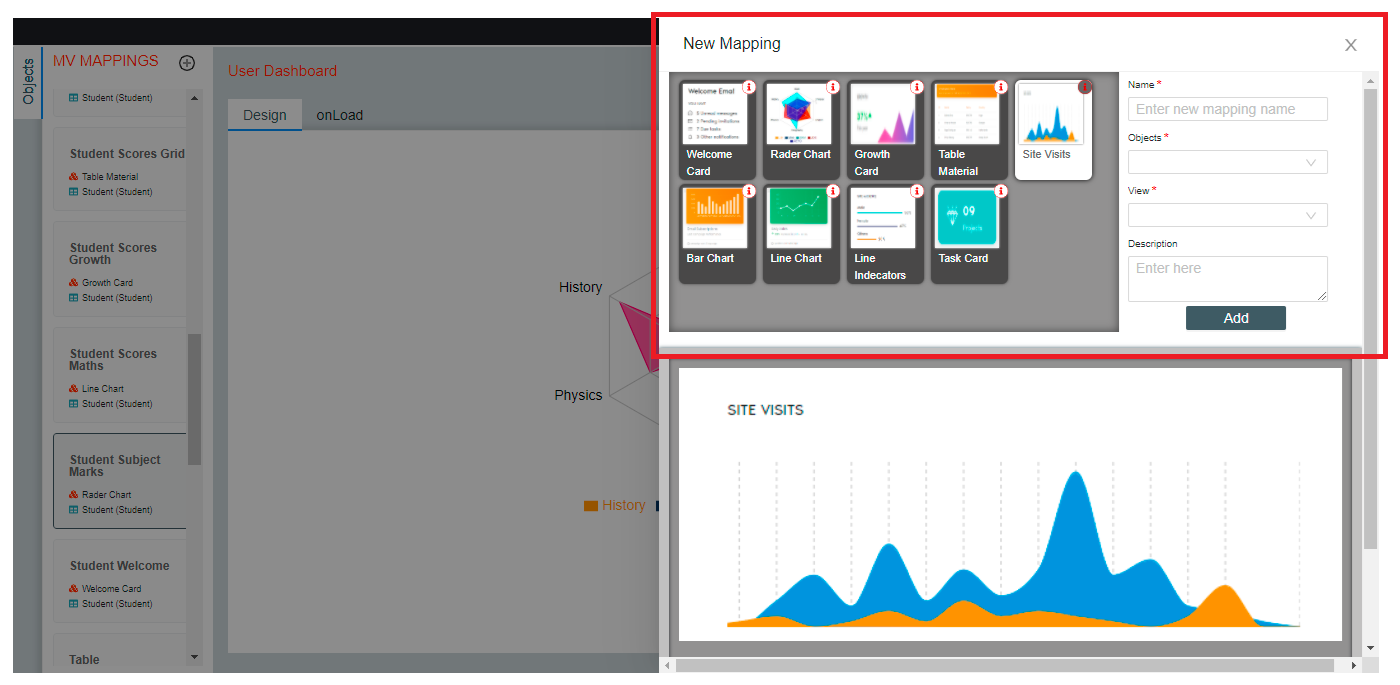 New Mapping
Objects
MV MAPPINGS
Student (Student)
Student Scores Grid
Table Material
Student (Student)
Student Scores
Growth
Growth Card
Student (Student)
Student Scores
Maths
Line Chart
Student (Student)
Student Subject
Marks
Rader Chart
Student (Student)
Student Welcome
Welcome Card
Student (Student)
Table
User Dashboard
Design
onLoad
History
Physics
History
Welcome Emal
Welcome
Card
Rader Chart
Growth
Card
Table
Material
Site Visits
Bar Chart
Line Chart
Line
Indecators
09
Projects
Task Card
Name *
Enter new mapping name
Objects *
View *
Description
Enter here
Add
SITE VISITS